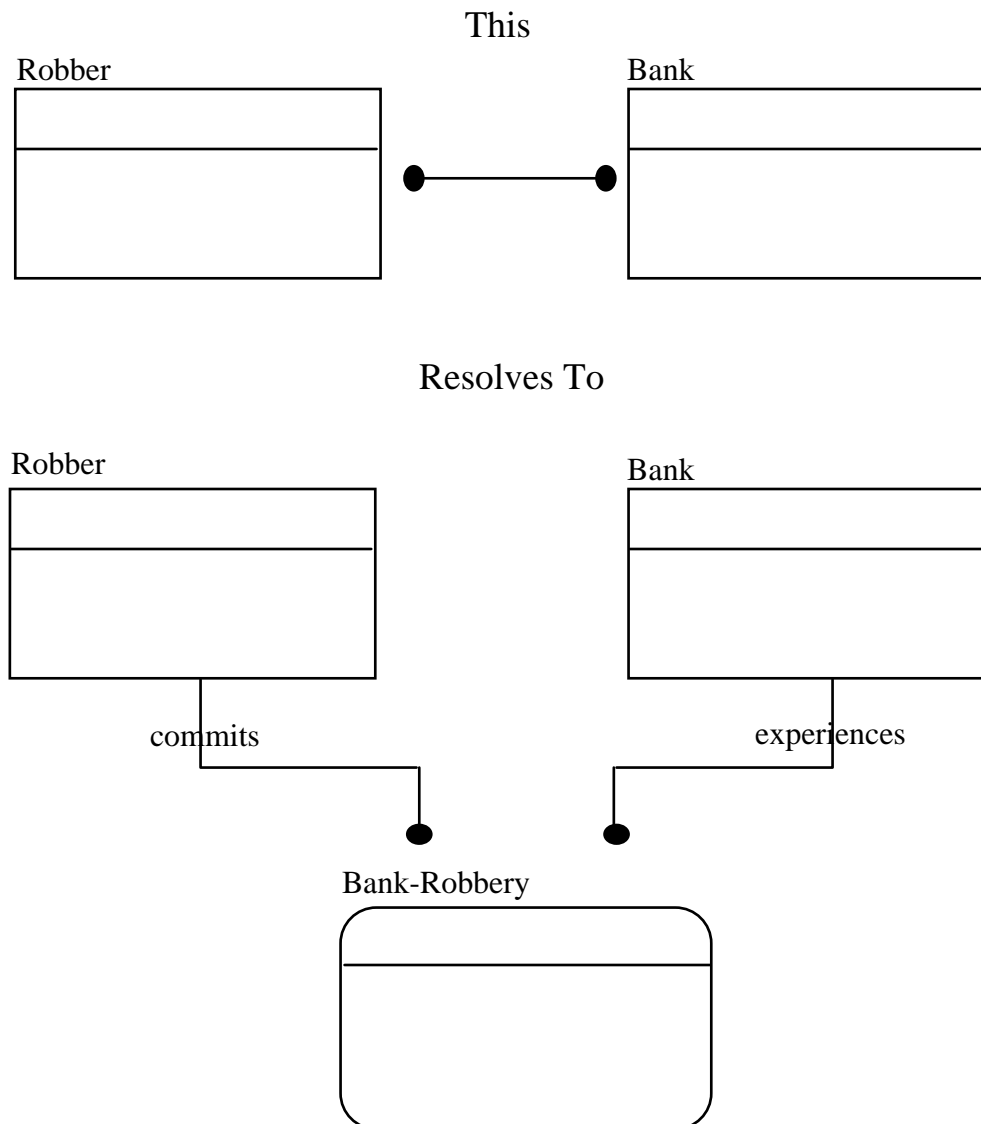 This
Robber
Bank
Resolves To
Robber
Bank
commits
experiences
Bank-Robbery